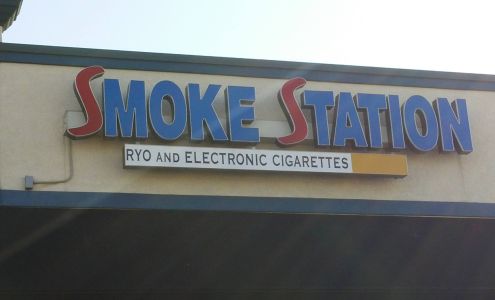 SMOKE STATION
RYO AND ELECTRONIC CIGARETTES